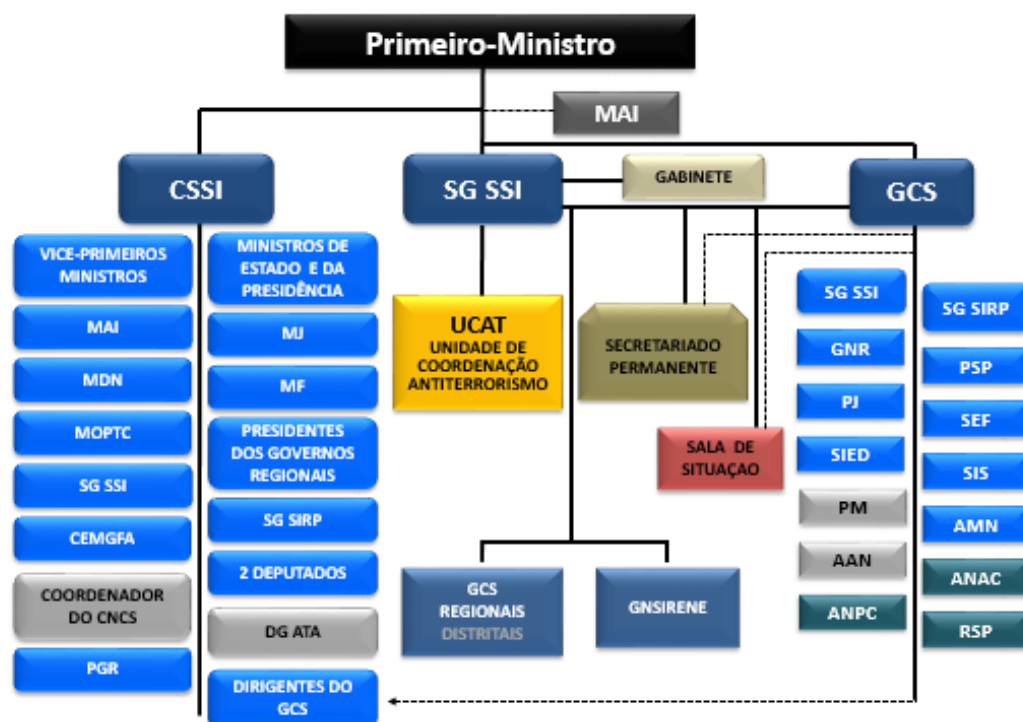 Primeiro-Ministro
MAI
CSSI
SG SSI
GABINETE
GCS
VICE-PRIMEIROS
MINISTROS
MAI
MDN
MOPTC
SG SSI
CEMGFA
COORDENADOR
DO CNCS
PGR
MINISTROS DE
ESTADO E DA
PRESIDÊNCIA
MJ
MF
PRESIDENTES
DOS GOVERNOS
REGIONAIS
SG SIRP
2 DEPUTADOS
DG ATA
DIRIGENTES DO
GCS
UCAT
UNIDADE DE
COORDENAÇÃO
ANTITERRORISMO
SECRETARIADO
PERMANENTE
SALA DE
SITUAÇAO
GCS
REGIONAIS
DISTRITAIS
GNSIRENE
SG SSI
GNR
PJ
SIED
PM
AAN
ANPC
SG SIRP
PSP
SEF
SIS
AMN
ANAC
RSP